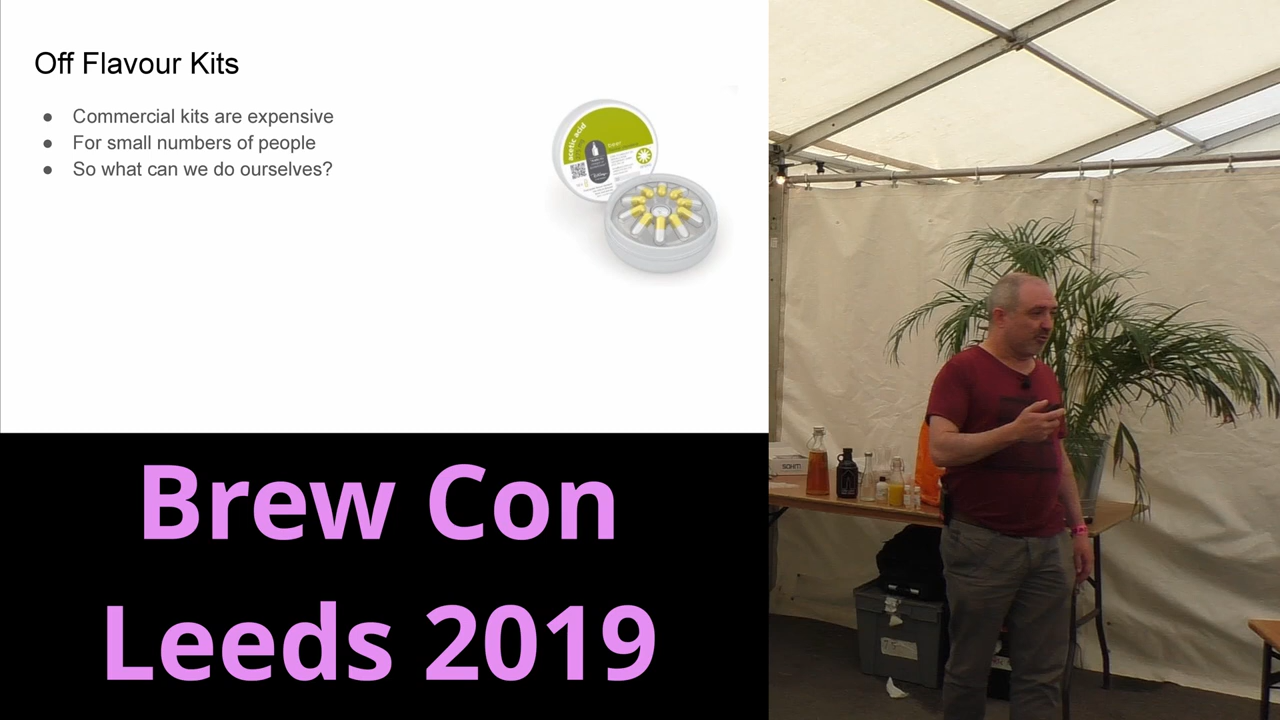 Off Flavour Kits
● Commercial kits are expensive
● For small numbers of people
● So what can we do ourselves?
acetic acid
Brew Con
Leeds 2019